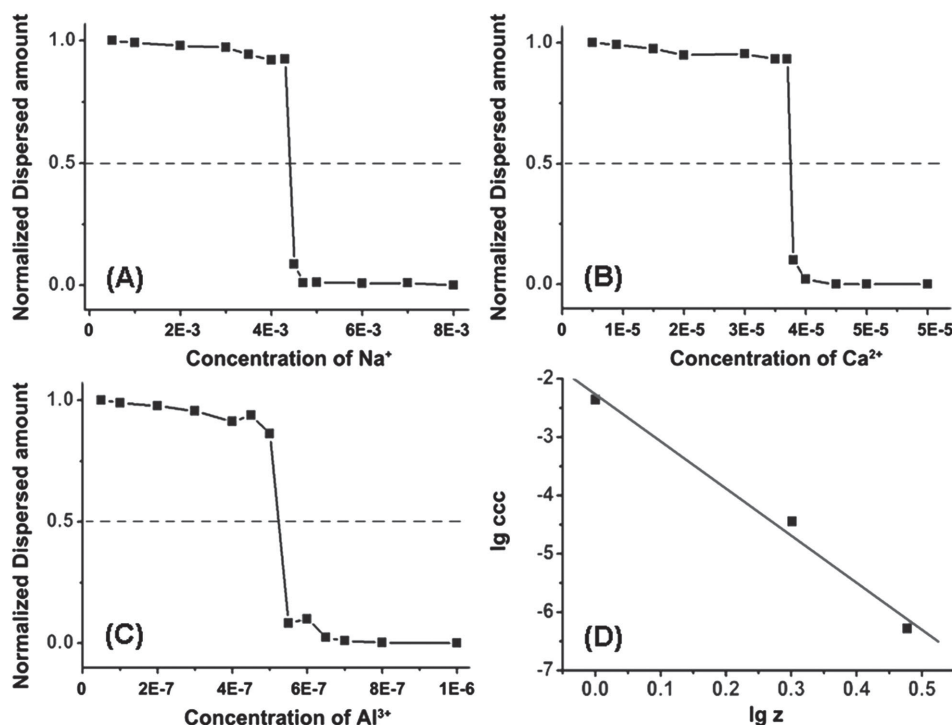 Normalized Dispersed amount
1.0
0.5
0.0
(A)
0 2E-3 4E-3 6E-3 8E-3
Concentration of Na⁺
Normalized Dispersed amount
1.0
0.5
0.0
(B)
0 1E-5 2E-5 3E-5 4E-5 5E-5 5E-5
Concentration of Ca²⁺
Normalized Dispersed amount
1.0
0.5
0.0
(C)
0 2E-7 4E-7 6E-7 8E-7 1E-6
Concentration of Al³⁺
lg ccc
-2
-3
-4
-5
-6
-7
(D)
0.0 0.1 0.2 0.3 0.4 0.5
lg z